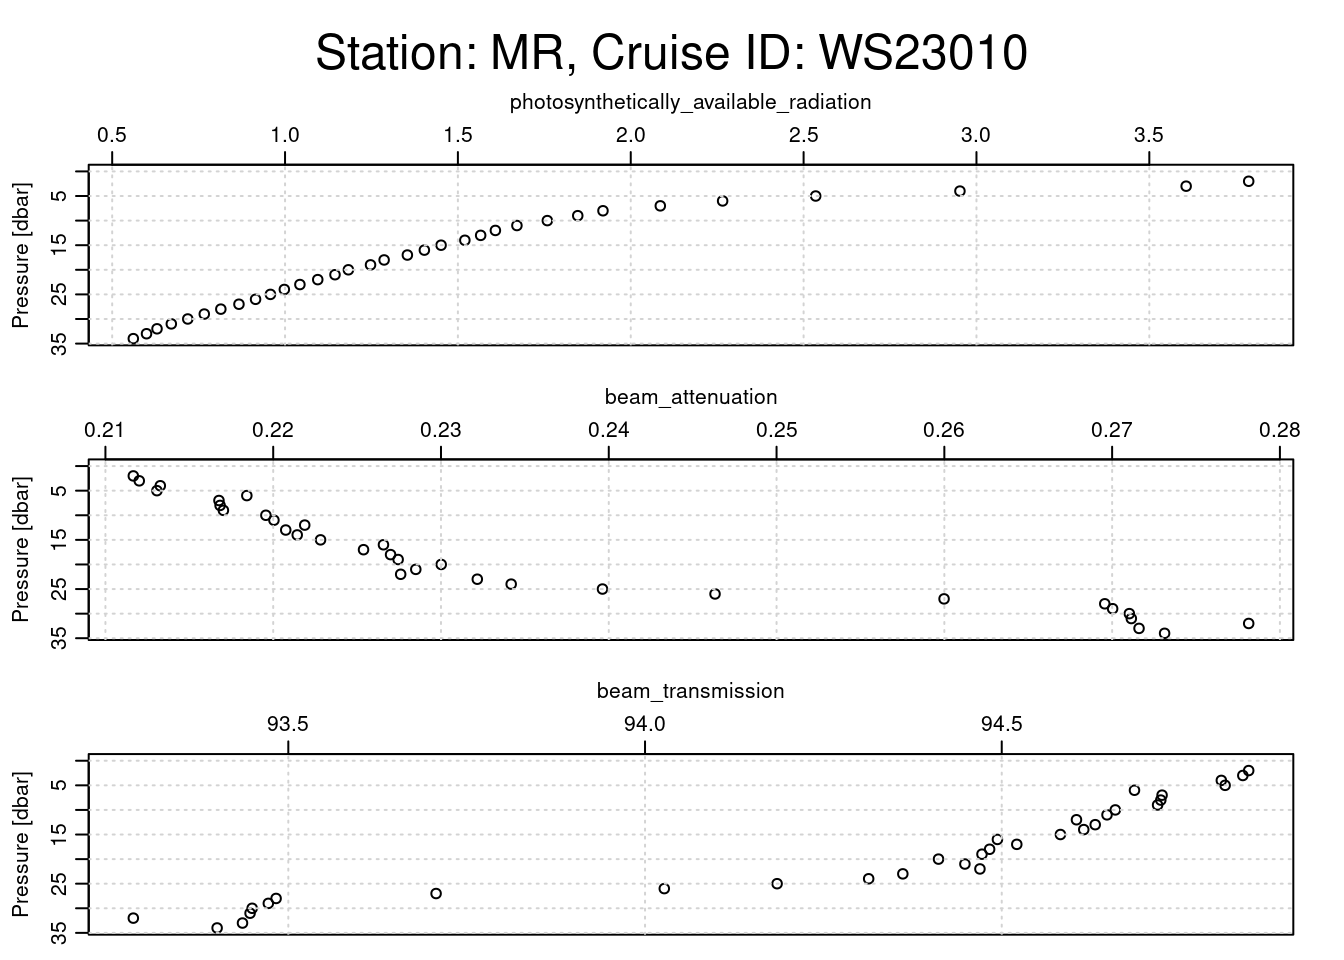 Station: MR, Cruise ID: WS23010
photosynthetically_available_radiation
0.5 1.0 1.5 2.0 2.5 3.0 3.5
Pressure [dbar]
5
15
25
35
beam_attenuation
0.21 0.22 0.23 0.24 0.25 0.26 0.27 0.28
Pressure [dbar]
5
15
25
35
beam_transmission
93.5 94.0 94.5
Pressure [dbar]
5
15
25
35